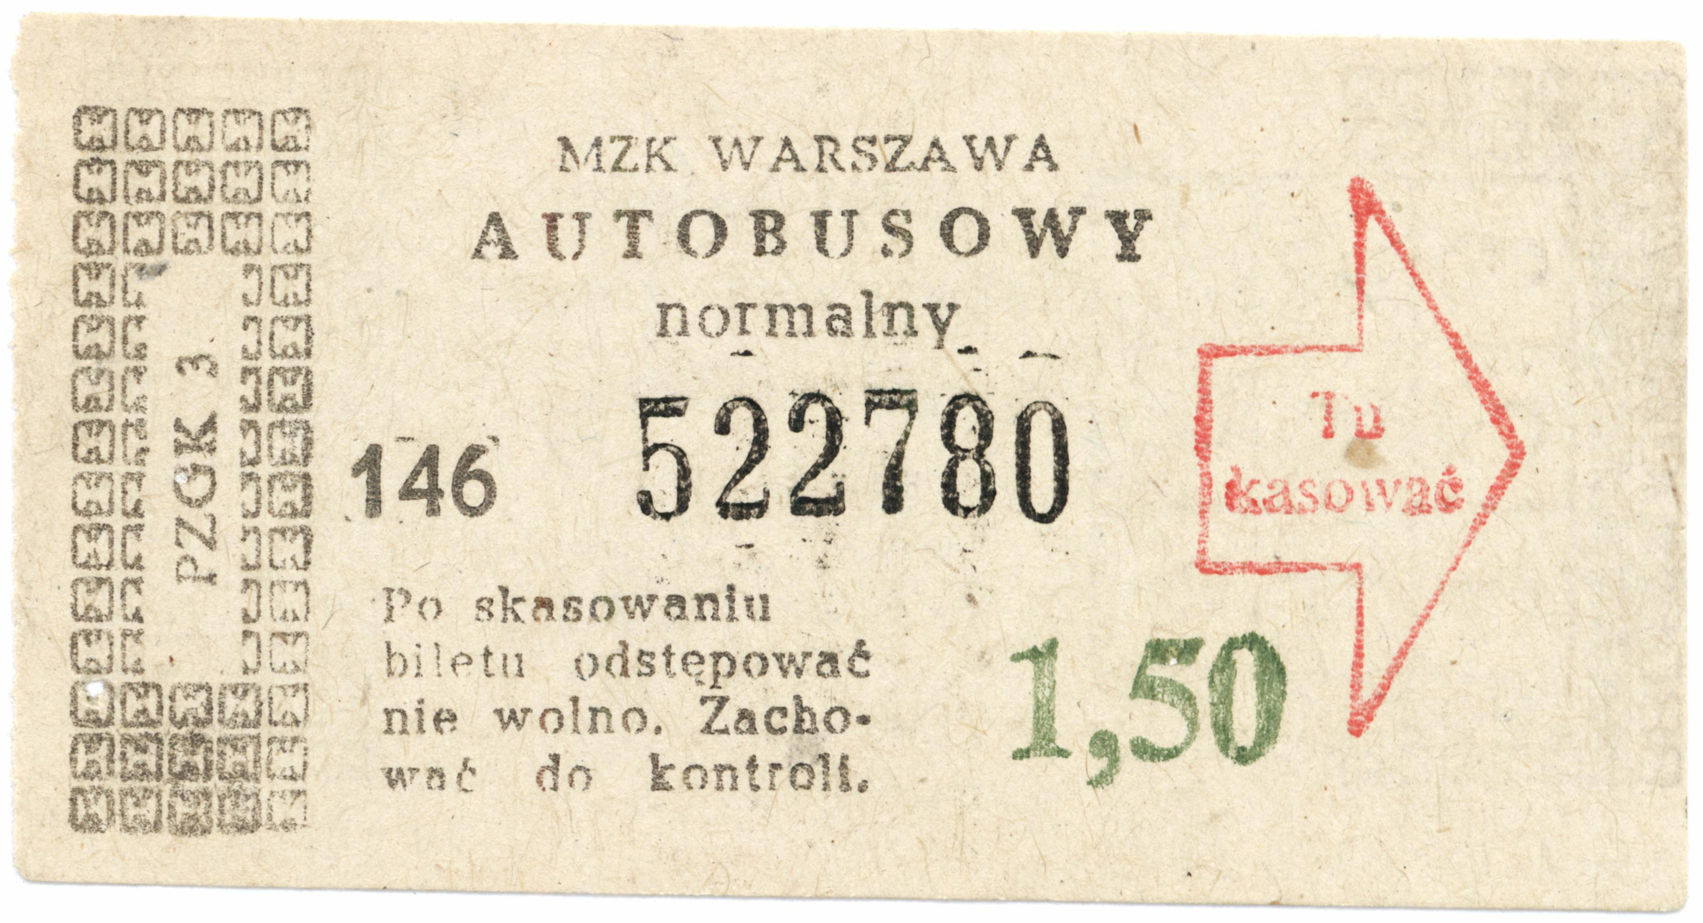 MZK WARSZAWA
AUTOBUSOWY
normalny
146 522780
Tu
kasować
PZGK 3
Po skasowaniu
biletu odstępować
nie wolno. Zacho-
wać do kontroli.
1,50